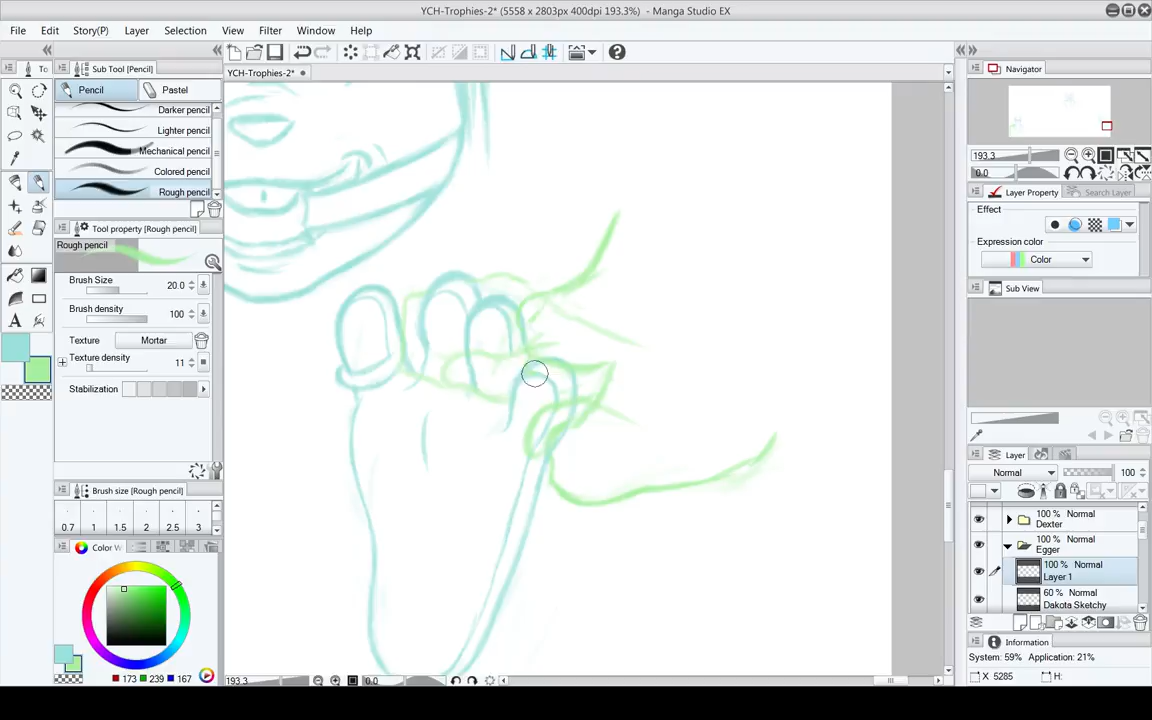 YCH-Trophies-2* (5558 x 2803px 400dpi 193.3%) - Manga Studio EX
File Edit Story(P) Layer Selection View Filter Window Help
To
Sub Tool [Pencil]
YCH-Trophies-2*
Navigator
Pencil Pastel
Darker pencil
Lighter pencil
Mechanical pencil
Colored pencil
Rough pencil
193.3
0.0
Layer Property Search Layer
Effect
Expression color
Color
Tool property [Rough pencil]
Rough pencil
Brush Size 20.0
Brush density 100
Texture Mortar
Texture density 11
Stabilization
Sub View
Brush size [Rough pencil]
0.7 1 1.5 2 2.5 3
Color W
Layer
Normal 100
100 % Normal
Dexter
100 % Normal
Egger
100 % Normal
Layer 1
60 % Normal
Dakota Sketchy
Information
System: 59% Application: 21%
X 5285 H:
173 239 167
193.3 0.0